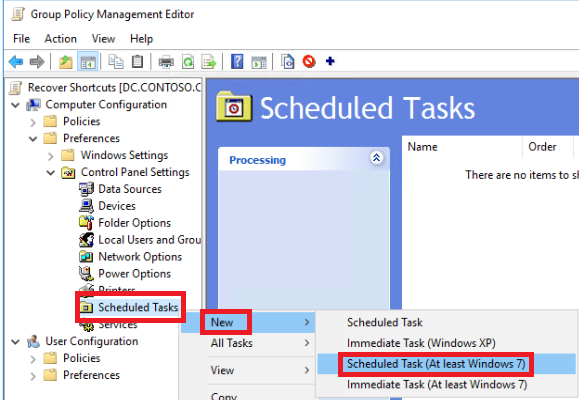 Group Policy Management Editor
File Action View Help
Recover Shortcuts [DC.CONTOSO.C
Computer Configuration
Policies
Preferences
Windows Settings
Control Panel Settings
Data Sources
Devices
Folder Options
Local Users and Grou
Network Options
Power Options
Printers
Scheduled Tasks
Services
User Configuration
Policies
Preferences
Scheduled Tasks
Processing
Name Order
There are no items to sh
New
All Tasks
View
Copy
Scheduled Task
Immediate Task (Windows XP)
Scheduled Task (At least Windows 7)
Immediate Task (At least Windows 7)